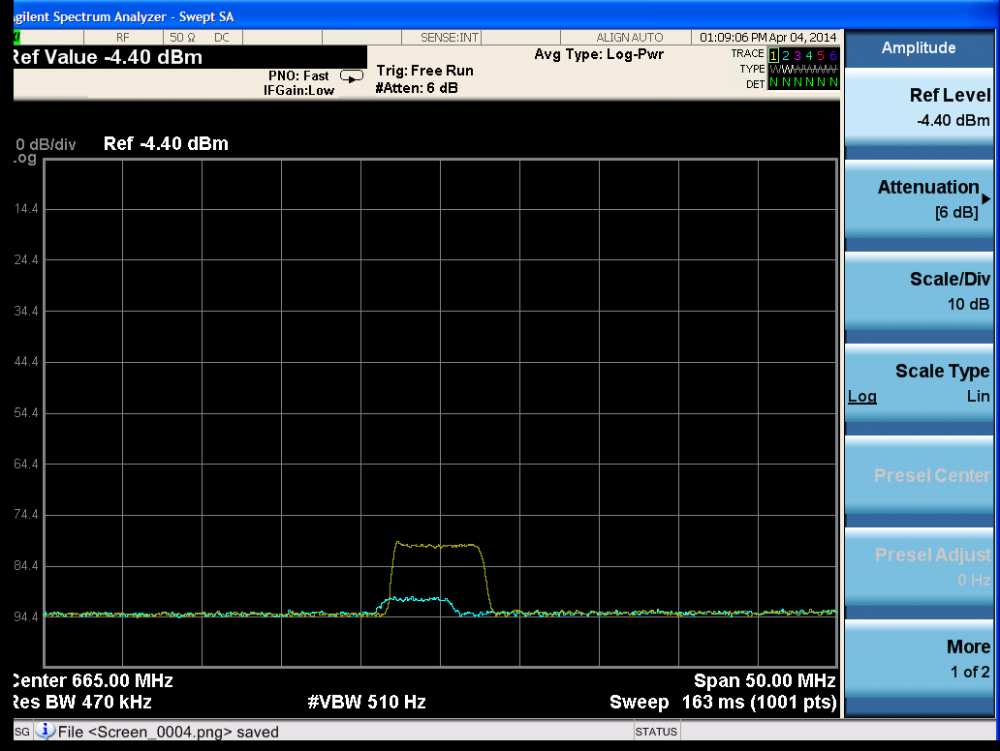 gilent Spectrum Analyzer - Swept SA
RF 50 Ω DC SENSE:INT ALIGN AUTO 01:09:06 PM Apr 04, 2014
Ref Value -4.40 dBm
PNO: Fast
IFGain:Low
Trig: Free Run
#Atten: 6 dB
Avg Type: Log-Pwr
TRACE 1 2 3 4 5 6
TYPE
DET N N N N N N
0 dB/div Ref -4.40 dBm
og
14.4
24.4
34.4
44.4
54.4
64.4
74.4
84.4
94.4
Center 665.00 MHz Span 50.00 MHz
Res BW 470 kHz #VBW 510 Hz Sweep 163 ms (1001 pts)
SG File <Screen_0004.png> saved STATUS
Amplitude
Ref Level
-4.40 dBm
Attenuation
[6 dB]
Scale/Div
10 dB
Scale Type
Log Lin
Presel Center
Presel Adjust
0 Hz
More
1 of 2